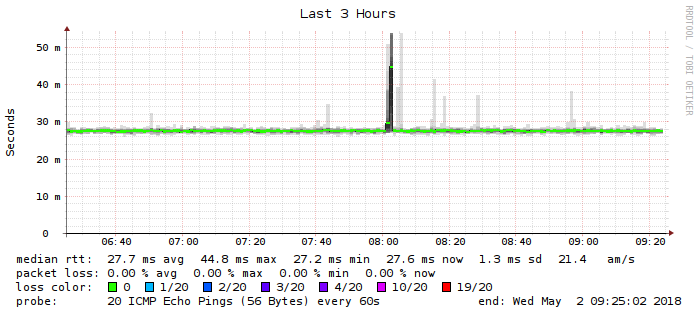 Last 3 Hours
RRDTOOL / TOBI OETIKER
Seconds
50 m
40 m
30 m
20 m
10 m
0
06:40 07:00 07:20 07:40 08:00 08:20 08:40 09:00 09:20
median rtt: 27.7 ms avg 44.8 ms max 27.2 ms min 27.6 ms now 1.3 ms sd 21.4 am/s
packet loss: 0.00 % avg 0.00 % max 0.00 % min 0.00 % now
loss color: 0 1/20 2/20 3/20 4/20 10/20 19/20
probe: 20 ICMP Echo Pings (56 Bytes) every 60s end: Wed May 2 09:25:02 2018